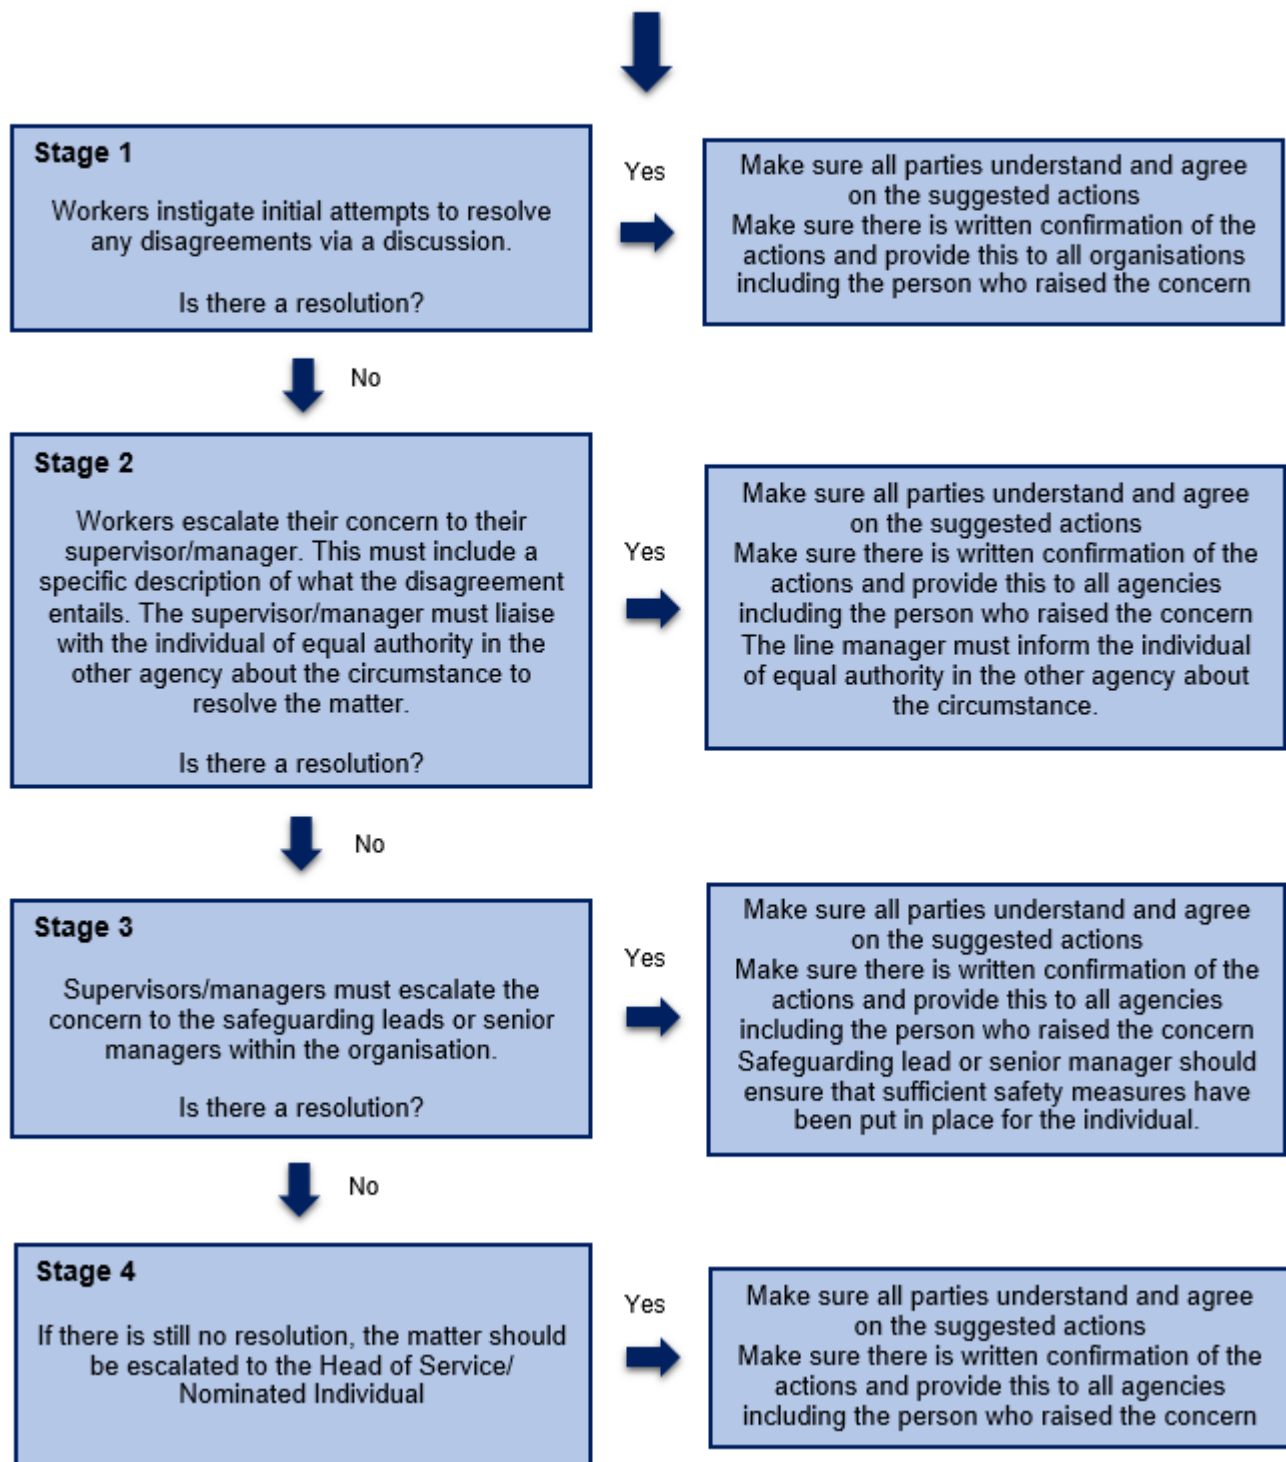 Stage 1
Workers instigate initial attempts to resolve
any disagreements via a discussion.
Is there a resolution?
Yes
Make sure all parties understand and agree
on the suggested actions
Make sure there is written confirmation of the
actions and provide this to all organisations
including the person who raised the concern
No
Stage 2
Workers escalate their concern to their
supervisor/manager. This must include a
specific description of what the disagreement
entails. The supervisor/manager must liaise
with the individual of equal authority in the
other agency about the circumstance to
resolve the matter.
Is there a resolution?
Yes
Make sure all parties understand and agree
on the suggested actions
Make sure there is written confirmation of the
actions and provide this to all agencies
including the person who raised the concern
The line manager must inform the individual
of equal authority in the other agency about
the circumstance.
No
Stage 3
Supervisors/managers must escalate the
concern to the safeguarding leads or senior
managers within the organisation.
Is there a resolution?
Yes
Make sure all parties understand and agree
on the suggested actions
Make sure there is written confirmation of the
actions and provide this to all agencies
including the person who raised the concern
Safeguarding lead or senior manager should
ensure that sufficient safety measures have
been put in place for the individual.
No
Stage 4
If there is still no resolution, the matter should
be escalated to the Head of Service/
Nominated Individual
Yes
Make sure all parties understand and agree
on the suggested actions
Make sure there is written confirmation of the
actions and provide this to all agencies
including the person who raised the concern